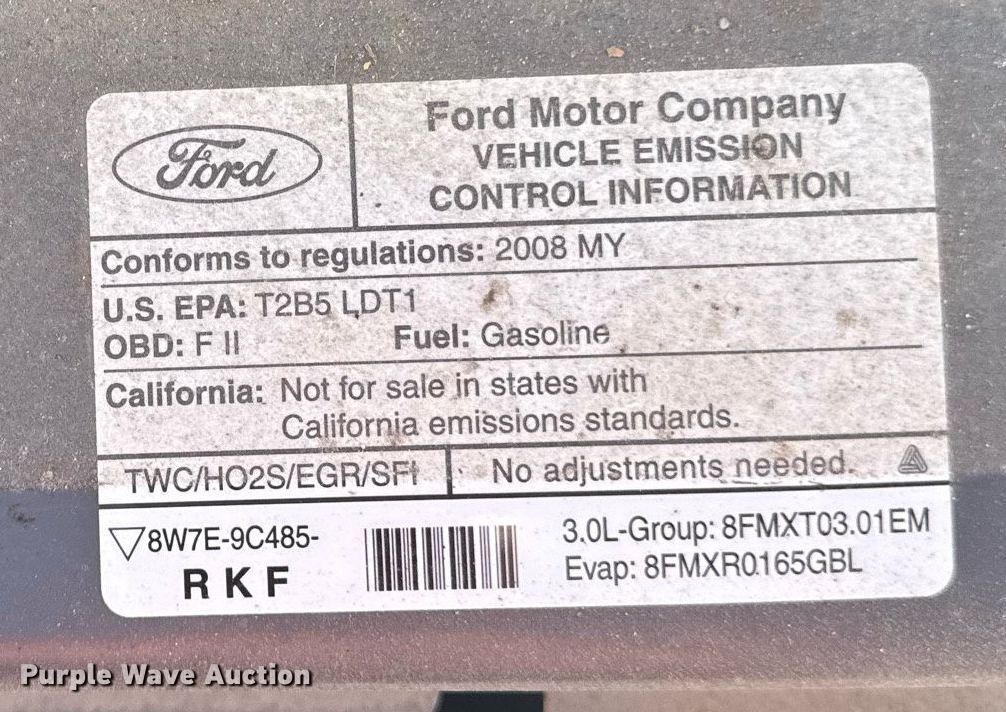 Ford
Ford Motor Company
VEHICLE EMISSION
CONTROL INFORMATION
Conforms to regulations: 2008 MY
U.S. EPA: T2B5 LDT1
OBD: F II Fuel: Gasoline
California: Not for sale in states with
California emissions standards.
TWC/HO2S/EGR/SFI No adjustments needed.
8W7E-9C485-
R K F
3.0L-Group: 8FMXT03.01EM
Evap: 8FMXR0165GBL
Purple Wave Auction